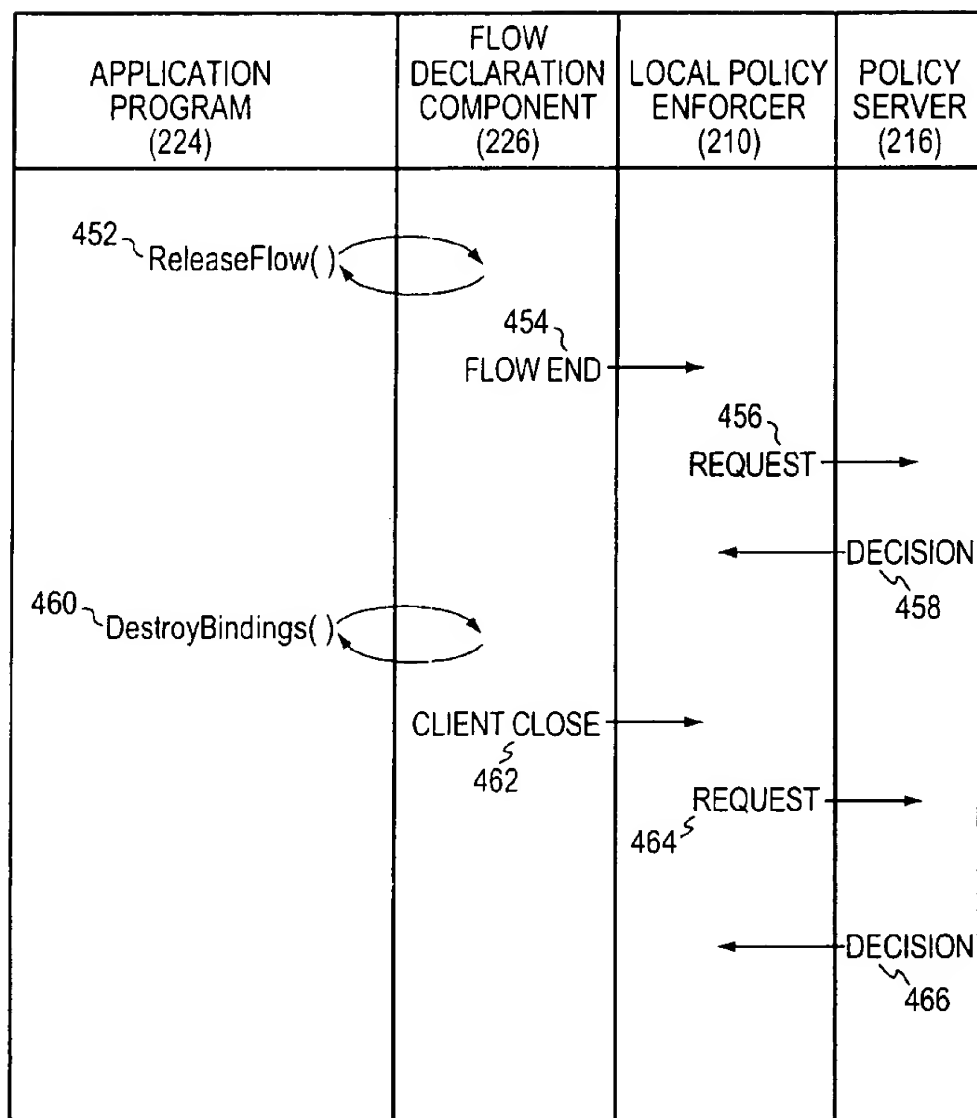 APPLICATION
PROGRAM
(224)
FLOW
DECLARATION
COMPONENT
(226)
LOCAL POLICY
ENFORCER
(210)
POLICY
SERVER
(216)
452
ReleaseFlow( )
454
FLOW END
456
REQUEST
DECISION
458
460
DestroyBindings( )
CLIENT CLOSE
462
REQUEST
464
DECISION
466